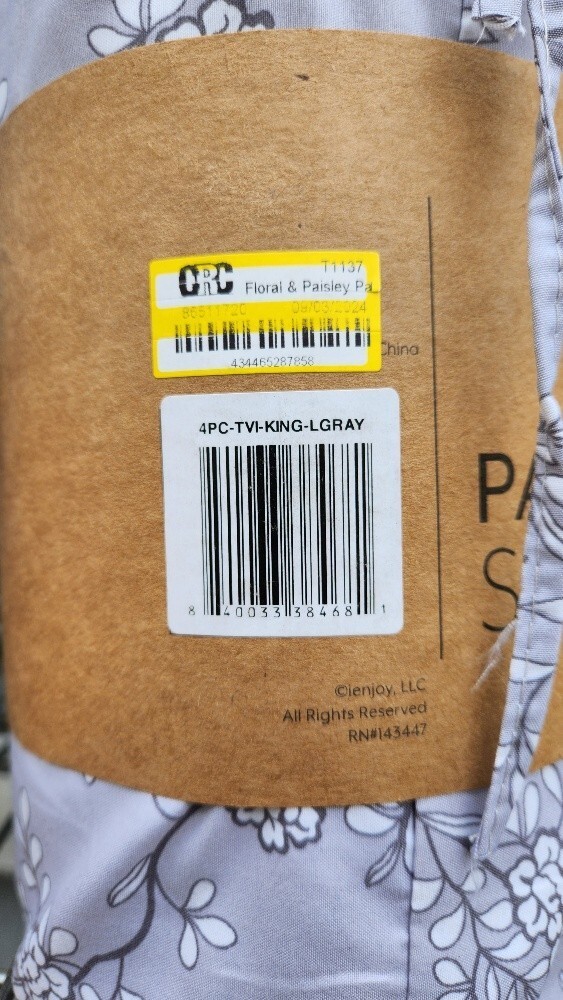 CRC
T1137
Floral & Paisley Pa
86511720 09/03/2024
434465287858
China
4PC-TVI-KING-LGRAY
8 40033 38468 1
PA
S
©ienjoy, LLC
All Rights Reserved
RN#143447